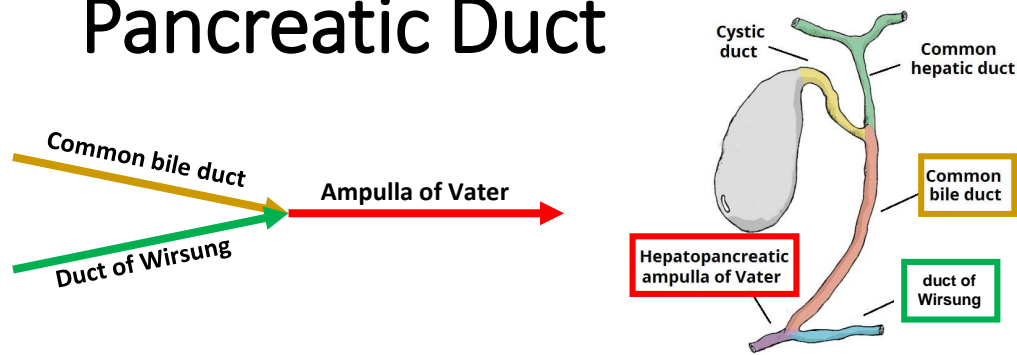 Pancreatic Duct
Common bile duct
Duct of Wirsung
Ampulla of Vater
Cystic
duct
Common
hepatic duct
Common
bile duct
Hepatopancreatic
ampulla of Vater
duct of
Wirsung